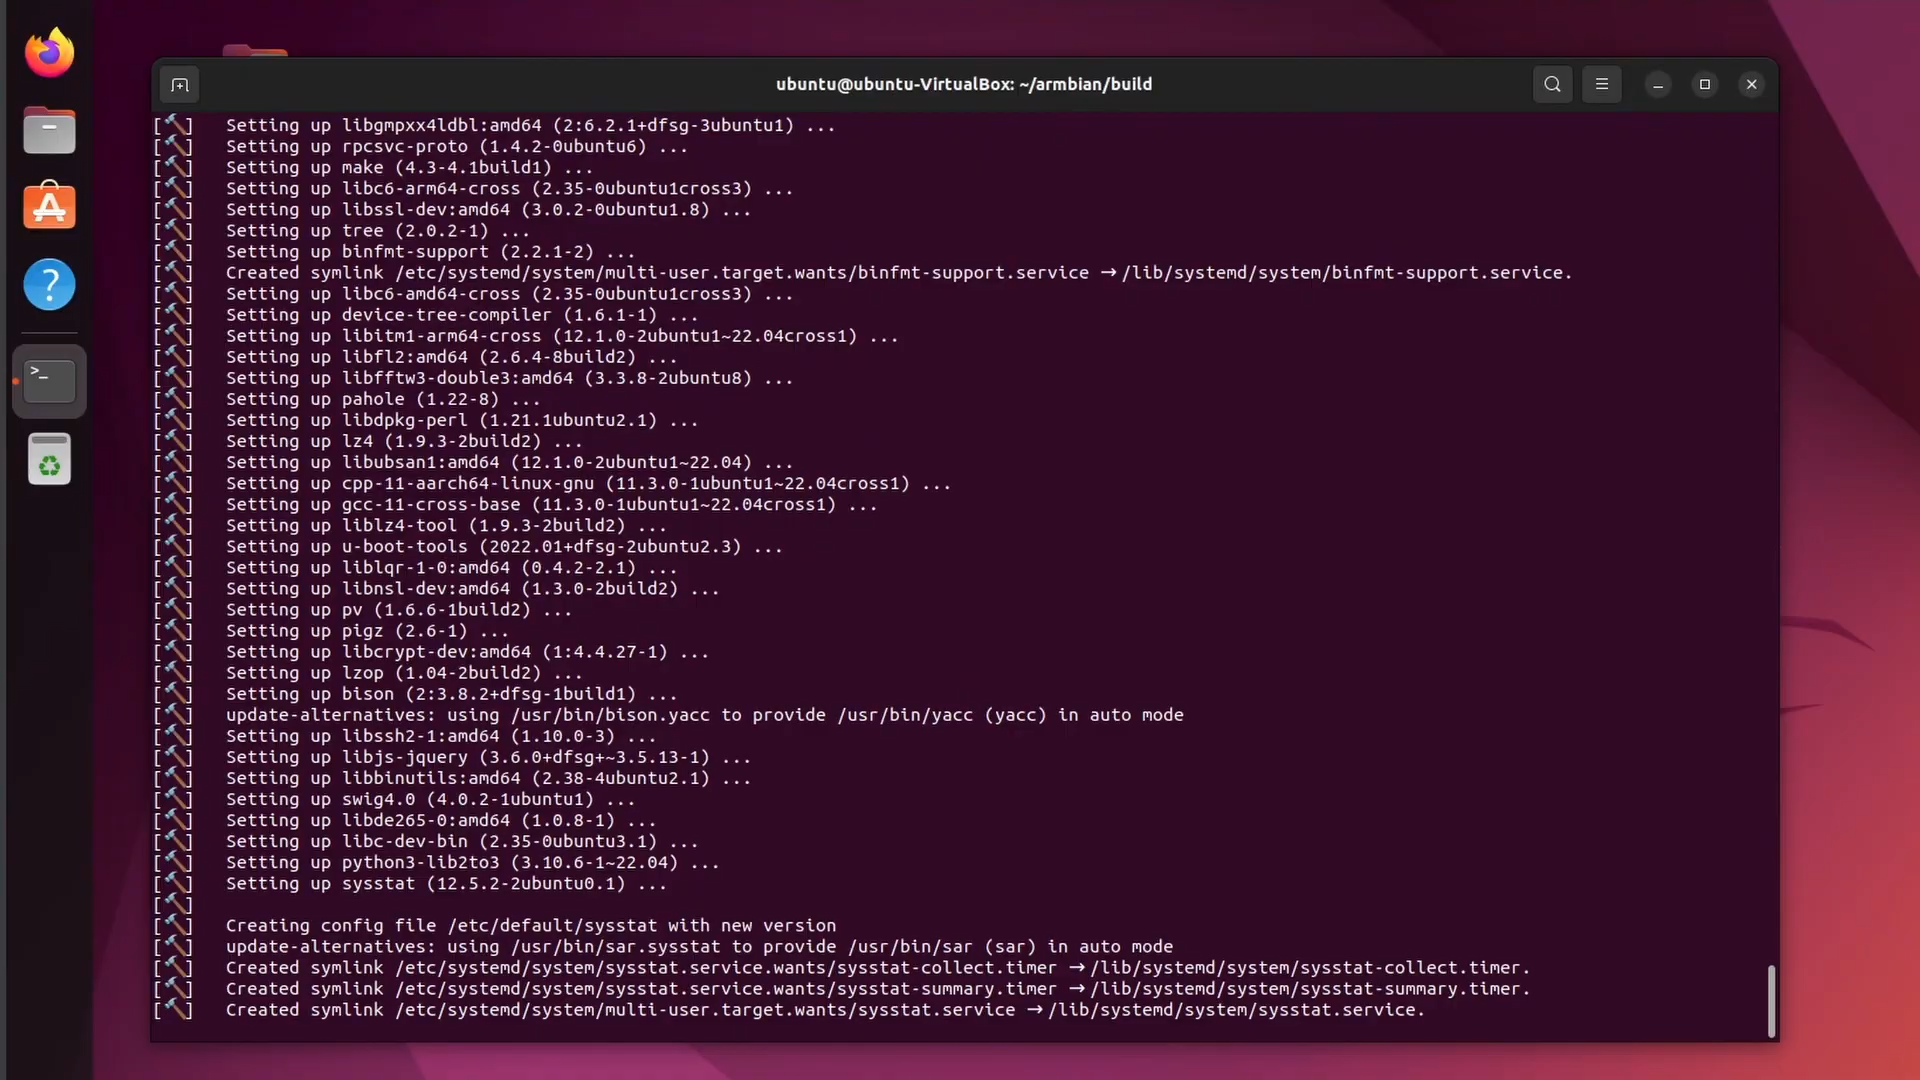 ubuntu@ubuntu-VirtualBox: ~/armbian/build
[🔨] Setting up libgmpxx4ldbl:amd64 (2:6.2.1+dfsg-3ubuntu1) ...
[🔨] Setting up rpcsvc-proto (1.4.2-0ubuntu6) ...
[🔨] Setting up make (4.3-4.1build1) ...
[🔨] Setting up libc6-arm64-cross (2.35-0ubuntu1cross3) ...
[🔨] Setting up libssl-dev:amd64 (3.0.2-0ubuntu1.8) ...
[🔨] Setting up tree (2.0.2-1) ...
[🔨] Setting up binfmt-support (2.2.1-2) ...
[🔨] Created symlink /etc/systemd/system/multi-user.target.wants/binfmt-support.service → /lib/systemd/system/binfmt-support.service.
[🔨] Setting up libc6-amd64-cross (2.35-0ubuntu1cross3) ...
[🔨] Setting up device-tree-compiler (1.6.1-1) ...
[🔨] Setting up libitm1-arm64-cross (12.1.0-2ubuntu1~22.04cross1) ...
[🔨] Setting up libfl2:amd64 (2.6.4-8build2) ...
[🔨] Setting up libfftw3-double3:amd64 (3.3.8-2ubuntu8) ...
[🔨] Setting up pahole (1.22-8) ...
[🔨] Setting up libdpkg-perl (1.21.1ubuntu2.1) ...
[🔨] Setting up lz4 (1.9.3-2build2) ...
[🔨] Setting up libubsan1:amd64 (12.1.0-2ubuntu1~22.04) ...
[🔨] Setting up cpp-11-aarch64-linux-gnu (11.3.0-1ubuntu1~22.04cross1) ...
[🔨] Setting up gcc-11-cross-base (11.3.0-1ubuntu1~22.04cross1) ...
[🔨] Setting up liblz4-tool (1.9.3-2build2) ...
[🔨] Setting up u-boot-tools (2022.01+dfsg-2ubuntu2.3) ...
[🔨] Setting up liblqr-1-0:amd64 (0.4.2-2.1) ...
[🔨] Setting up libnsl-dev:amd64 (1.3.0-2build2) ...
[🔨] Setting up pv (1.6.6-1build2) ...
[🔨] Setting up pigz (2.6-1) ...
[🔨] Setting up libcrypt-dev:amd64 (1:4.4.27-1) ...
[🔨] Setting up lzop (1.04-2build2) ...
[🔨] Setting up bison (2:3.8.2+dfsg-1build1) ...
[🔨] update-alternatives: using /usr/bin/bison.yacc to provide /usr/bin/yacc (yacc) in auto mode
[🔨] Setting up libssh2-1:amd64 (1.10.0-3) ...
[🔨] Setting up libjs-jquery (3.6.0+dfsg+~3.5.13-1) ...
[🔨] Setting up libbinutils:amd64 (2.38-4ubuntu2.1) ...
[🔨] Setting up swig4.0 (4.0.2-1ubuntu1) ...
[🔨] Setting up libde265-0:amd64 (1.0.8-1) ...
[🔨] Setting up libc-dev-bin (2.35-0ubuntu3.1) ...
[🔨] Setting up python3-lib2to3 (3.10.6-1~22.04) ...
[🔨] Setting up sysstat (12.5.2-2ubuntu0.1) ...
[🔨]
[🔨] Creating config file /etc/default/sysstat with new version
[🔨] update-alternatives: using /usr/bin/sar.sysstat to provide /usr/bin/sar (sar) in auto mode
[🔨] Created symlink /etc/systemd/system/sysstat.service.wants/sysstat-collect.timer → /lib/systemd/system/sysstat-collect.timer.
[🔨] Created symlink /etc/systemd/system/sysstat.service.wants/sysstat-summary.timer → /lib/systemd/system/sysstat-summary.timer.
[🔨] Created symlink /etc/systemd/system/multi-user.target.wants/sysstat.service → /lib/systemd/system/sysstat.service.